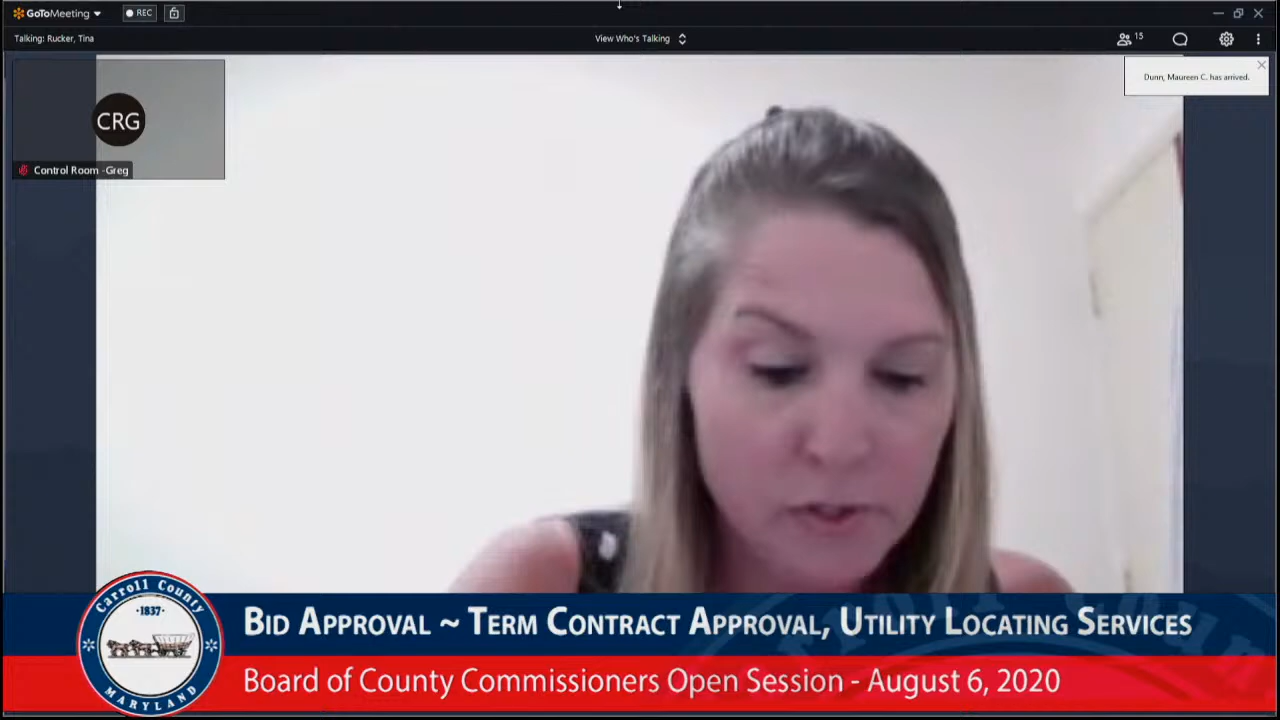 GoToMeeting
REC
Talking: Rucker, Tina
View Who's Talking
15
Dunn, Maureen C. has arrived.
CRG
Control Room -Greg
Carroll County
·1837·
MARYLAND
BID APPROVAL ~ TERM CONTRACT APPROVAL, UTILITY LOCATING SERVICES
Board of County Commissioners Open Session - August 6, 2020